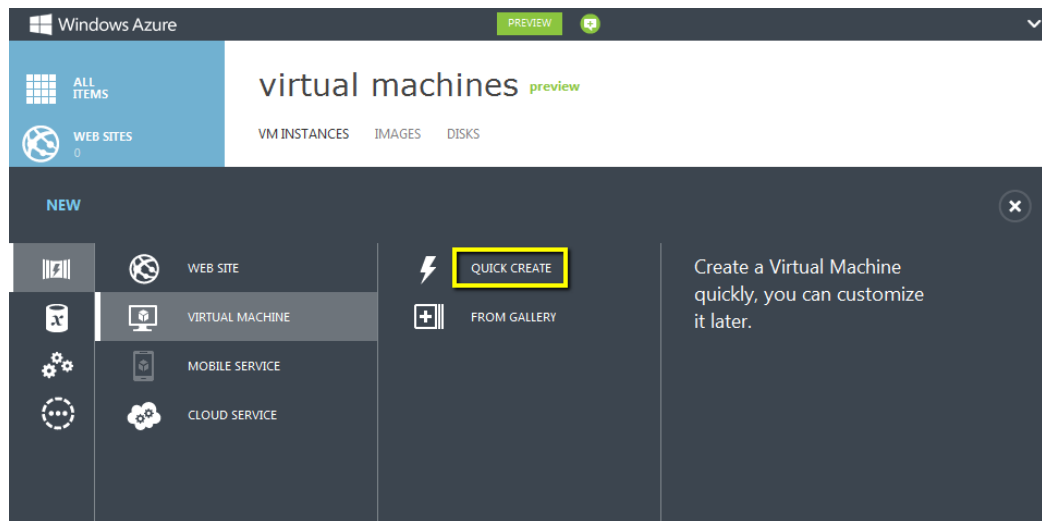 Windows Azure
PREVIEW
ALL
ITEMS
WEB SITES
0
virtual machines preview
VM INSTANCES IMAGES DISKS
NEW
WEB SITE
VIRTUAL MACHINE
MOBILE SERVICE
CLOUD SERVICE
QUICK CREATE
FROM GALLERY
Create a Virtual Machine
quickly, you can customize
it later.